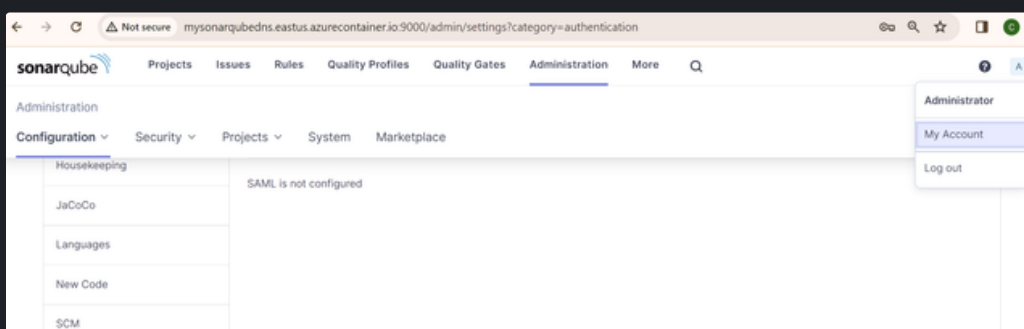 Not secure mysonarqubedns.eastus.azurecontainer.io:9000/admin/settings?category=authentication C
sonarqube Projects Issues Rules Quality Profiles Quality Gates Administration More ? A
Administration
Configuration Security Projects System Marketplace
Administrator
My Account
Log out
Housekeeping
SAML is not configured
JaCoCo
Languages
New Code
SCM